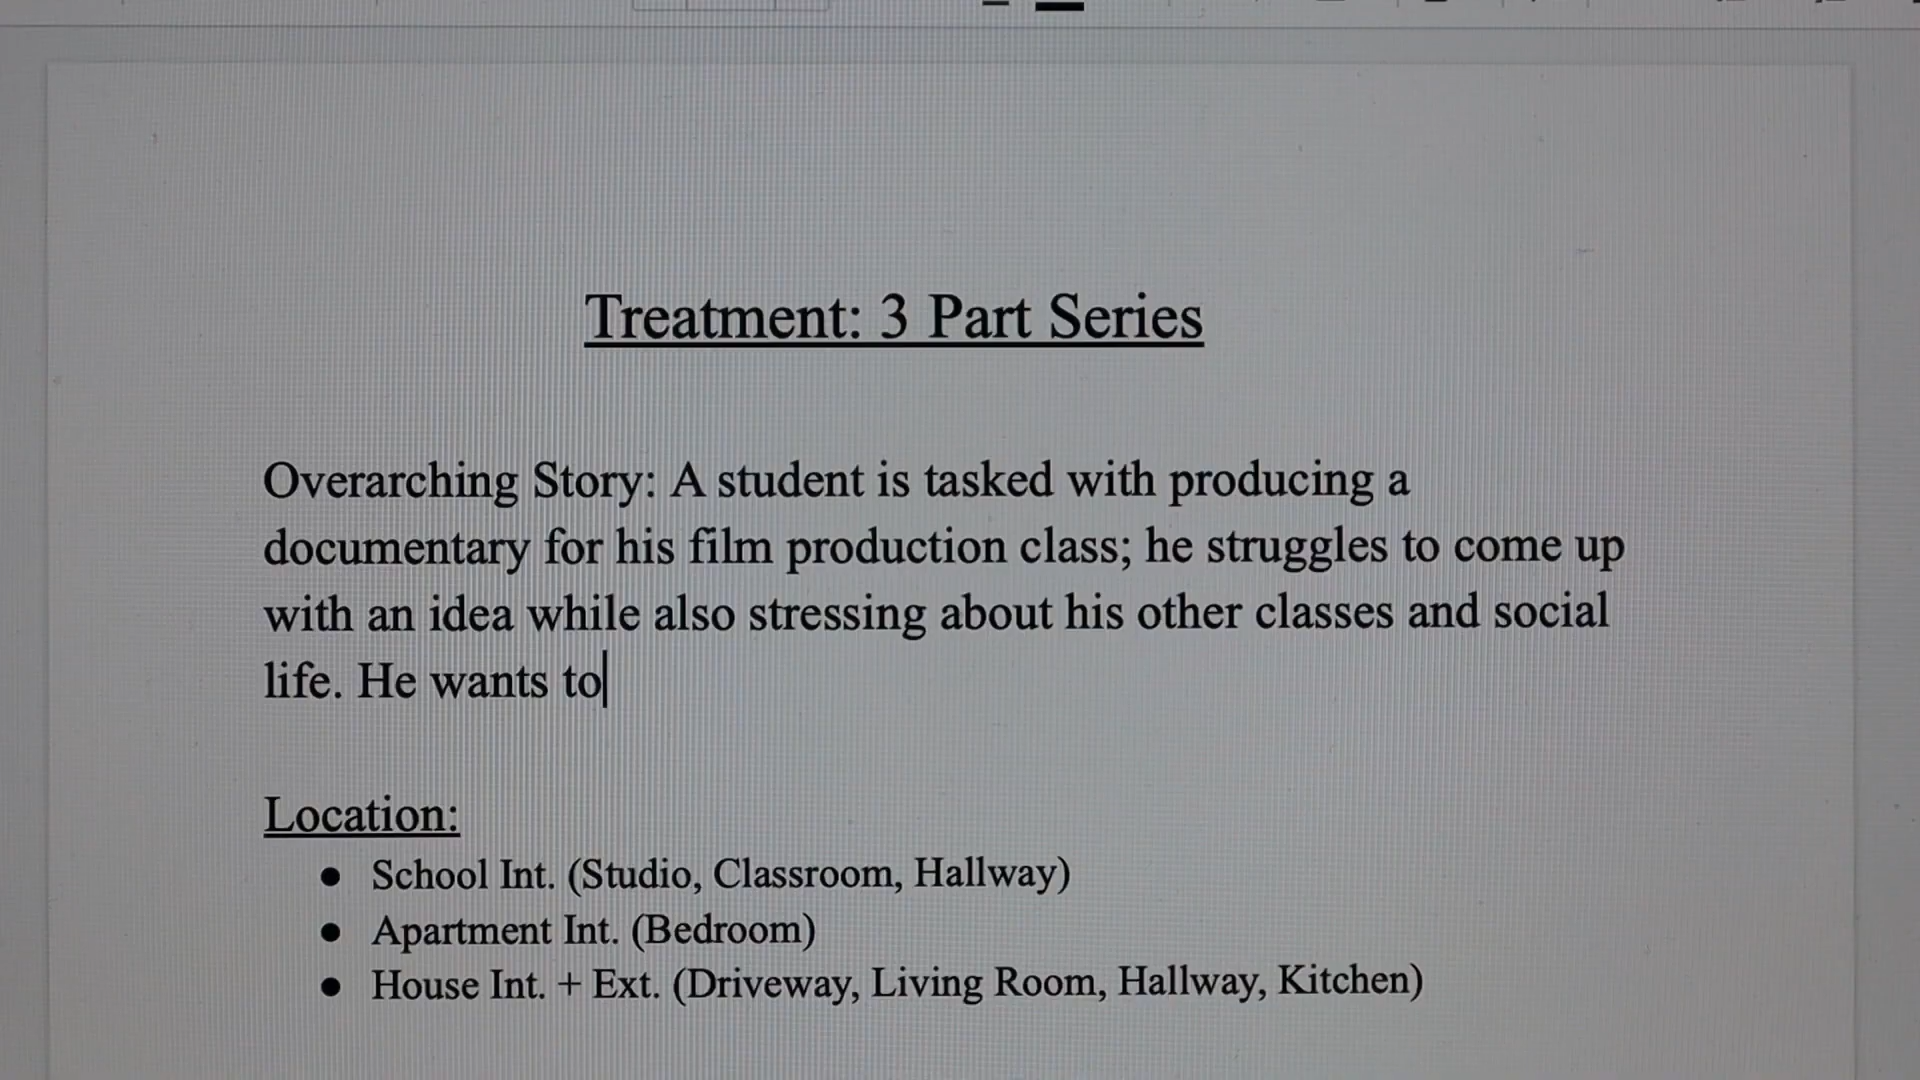 Treatment: 3 Part Series
Overarching Story: A student is tasked with producing a
documentary for his film production class; he struggles to come up
with an idea while also stressing about his other classes and social
life. He wants to
Location:
● School Int. (Studio, Classroom, Hallway)
● Apartment Int. (Bedroom)
● House Int. + Ext. (Driveway, Living Room, Hallway, Kitchen)